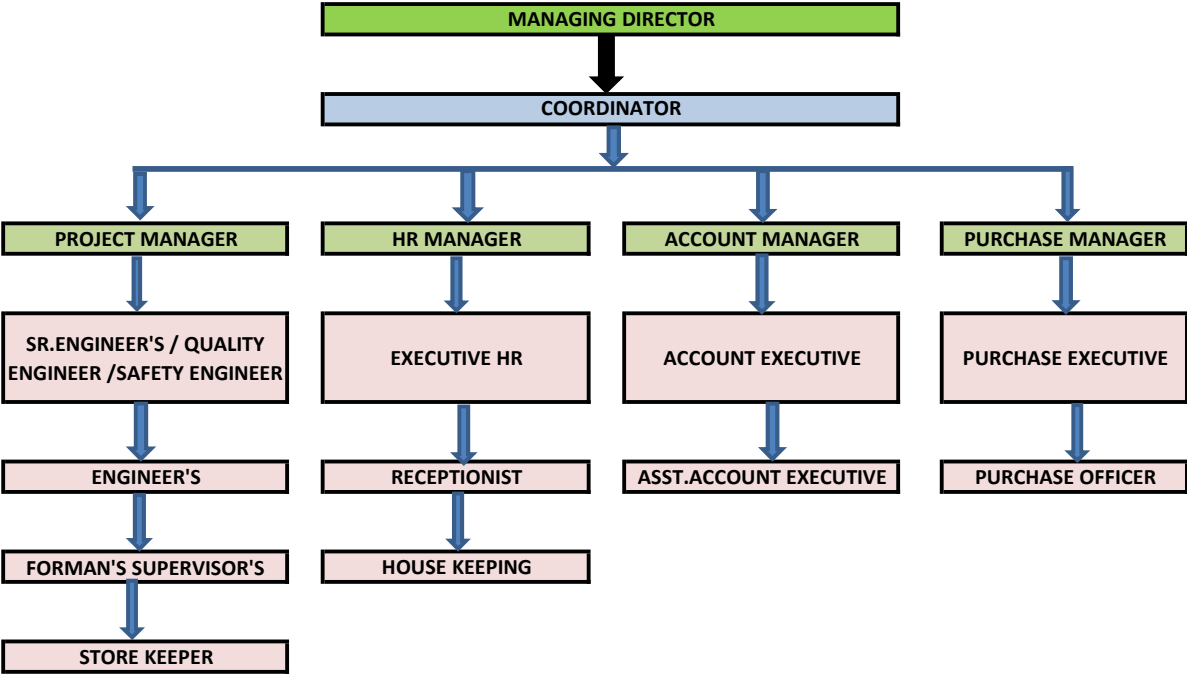 MANAGING DIRECTOR
COORDINATOR
PROJECT MANAGER
HR MANAGER
ACCOUNT MANAGER
PURCHASE MANAGER
SR.ENGINEER'S / QUALITY
ENGINEER /SAFETY ENGINEER
EXECUTIVE HR
ACCOUNT EXECUTIVE
PURCHASE EXECUTIVE
ENGINEER'S
RECEPTIONIST
ASST.ACCOUNT EXECUTIVE
PURCHASE OFFICER
FORMAN'S SUPERVISOR'S
HOUSE KEEPING
STORE KEEPER